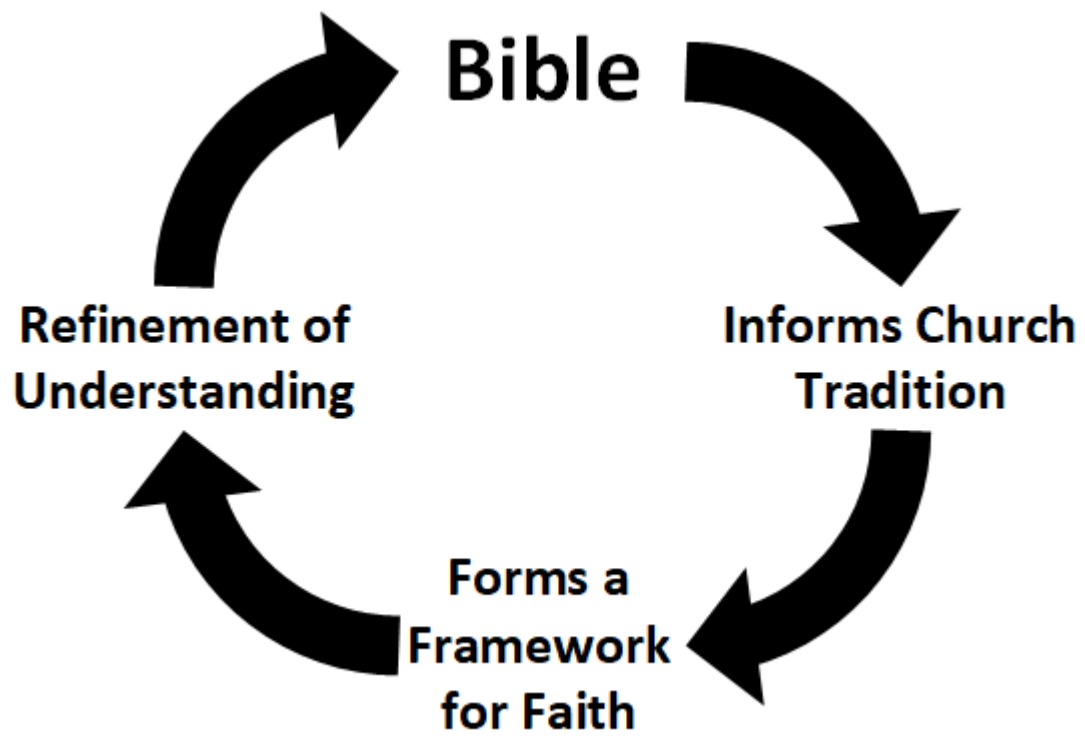 Bible
Informs Church
Tradition
Forms a
Framework
for Faith
Refinement of
Understanding